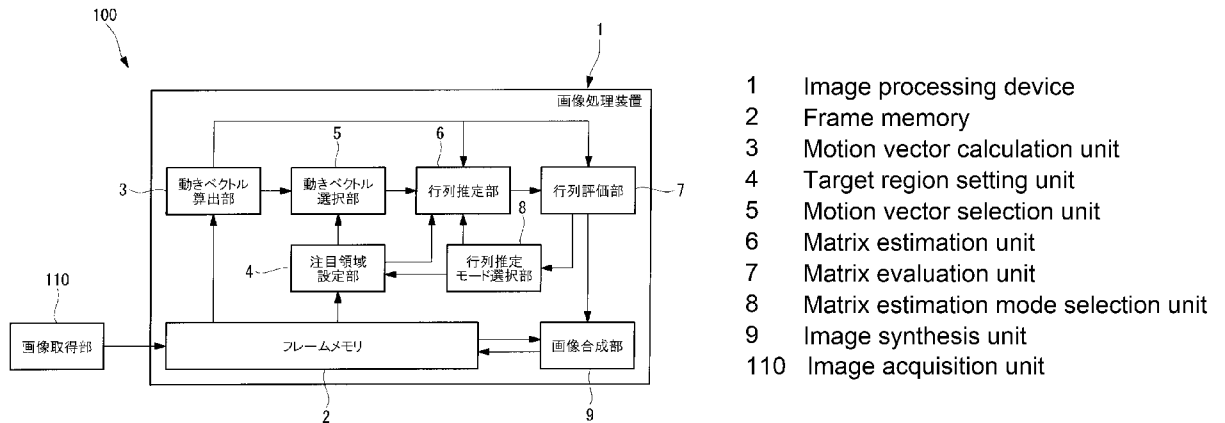 100
1
画像処理装置
5
6
3
動きベクトル
算出部
動きベクトル
選択部
行列推定部
行列評価部
7
8
4
注目領域
設定部
行列推定
モード選択部
110
画像取得部
フレームメモリ
画像合成部
2
9
1 Image processing device
2 Frame memory
3 Motion vector calculation unit
4 Target region setting unit
5 Motion vector selection unit
6 Matrix estimation unit
7 Matrix evaluation unit
8 Matrix estimation mode selection unit
9 Image synthesis unit
110 Image acquisition unit